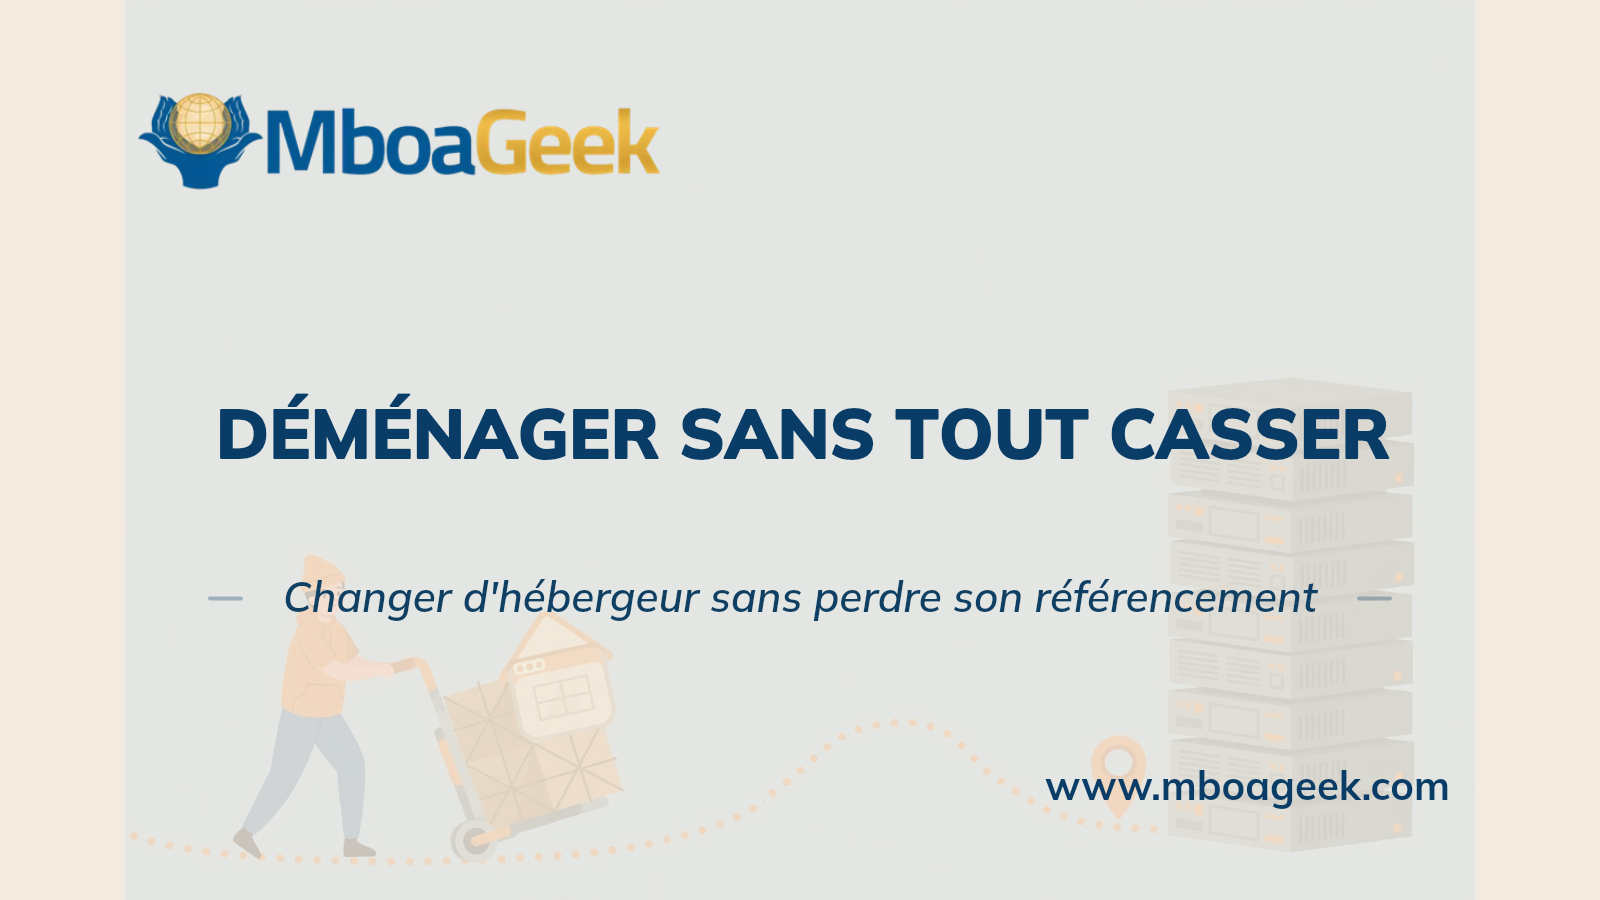 MboaGeek
DÉMÉNAGER SANS TOUT CASSER
Changer d'hébergeur sans perdre son référencement
www.mboageek.com